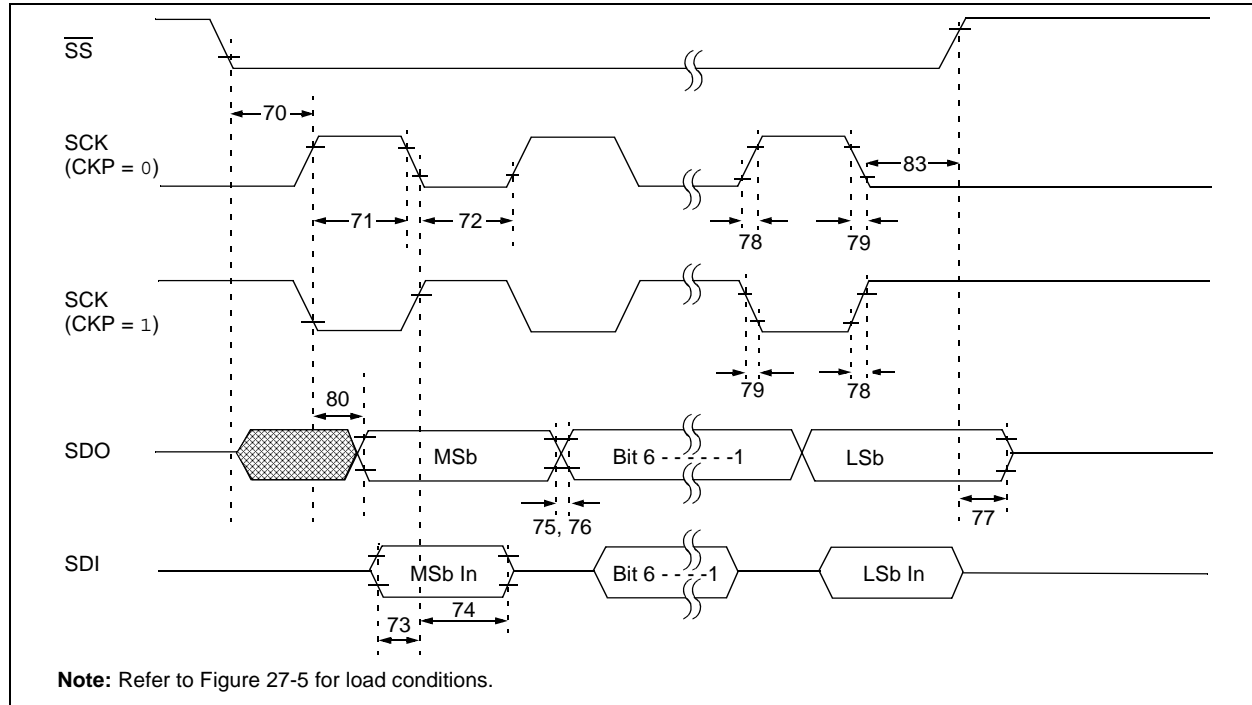 SS
70
SCK
(CKP = 0)
83
71
72
78
79
SCK
(CKP = 1)
79
78
80
SDO
MSb
Bit 6 - - - - - - -1
LSb
75, 76
77
SDI
MSb In
Bit 6 - - - - -1
LSb In
73
74
Note: Refer to Figure 27-5 for load conditions.